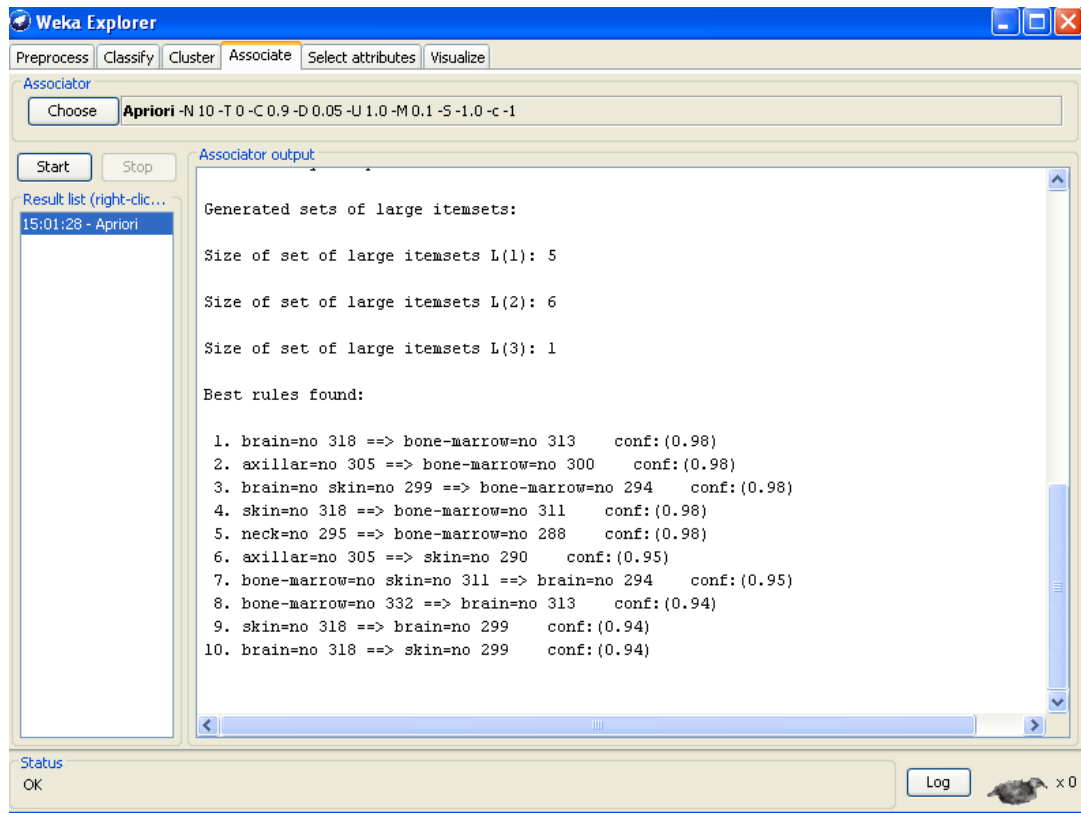 Weka Explorer
Preprocess Classify Cluster Associate Select attributes Visualize
Associator
Choose Apriori -N 10 -T 0 -C 0.9 -D 0.05 -U 1.0 -M 0.1 -S -1.0 -c -1
Start Stop
Result list (right-clic...
15:01:28 - Apriori
Associator output
Generated sets of large itemsets:
Size of set of large itemsets L(1): 5
Size of set of large itemsets L(2): 6
Size of set of large itemsets L(3): 1
Best rules found:
1. brain=no 318 ==> bone-marrow=no 313 conf:(0.98)
2. axillar=no 305 ==> bone-marrow=no 300 conf:(0.98)
3. brain=no skin=no 299 ==> bone-marrow=no 294 conf:(0.98)
4. skin=no 318 ==> bone-marrow=no 311 conf:(0.98)
5. neck=no 295 ==> bone-marrow=no 288 conf:(0.98)
6. axillar=no 305 ==> skin=no 290 conf:(0.95)
7. bone-marrow=no skin=no 311 ==> brain=no 294 conf:(0.95)
8. bone-marrow=no 332 ==> brain=no 313 conf:(0.94)
9. skin=no 318 ==> brain=no 299 conf:(0.94)
10. brain=no 318 ==> skin=no 299 conf:(0.94)
Status
OK
Log
x 0